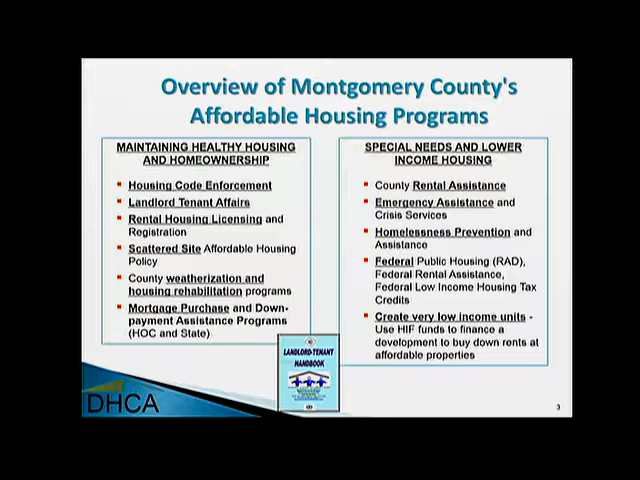 Overview of Montgomery County's
Affordable Housing Programs
MAINTAINING HEALTHY HOUSING
AND HOMEOWNERSHIP
Housing Code Enforcement
Landlord Tenant Affairs
Rental Housing Licensing and
Registration
Scattered Site Affordable Housing
Policy
County weatherization and
housing rehabilitation programs
Mortgage Purchase and Down-
payment Assistance Programs
(HOC and State)
SPECIAL NEEDS AND LOWER
INCOME HOUSING
County Rental Assistance
Emergency Assistance and
Crisis Services
Homelessness Prevention and
Assistance
Federal Public Housing (RAD),
Federal Rental Assistance,
Federal Low Income Housing Tax
Credits
Create very low income units -
Use HIF funds to finance a
development to buy down rents at
affordable properties
LANDLORD-TENANT
HANDBOOK
DHCA
3